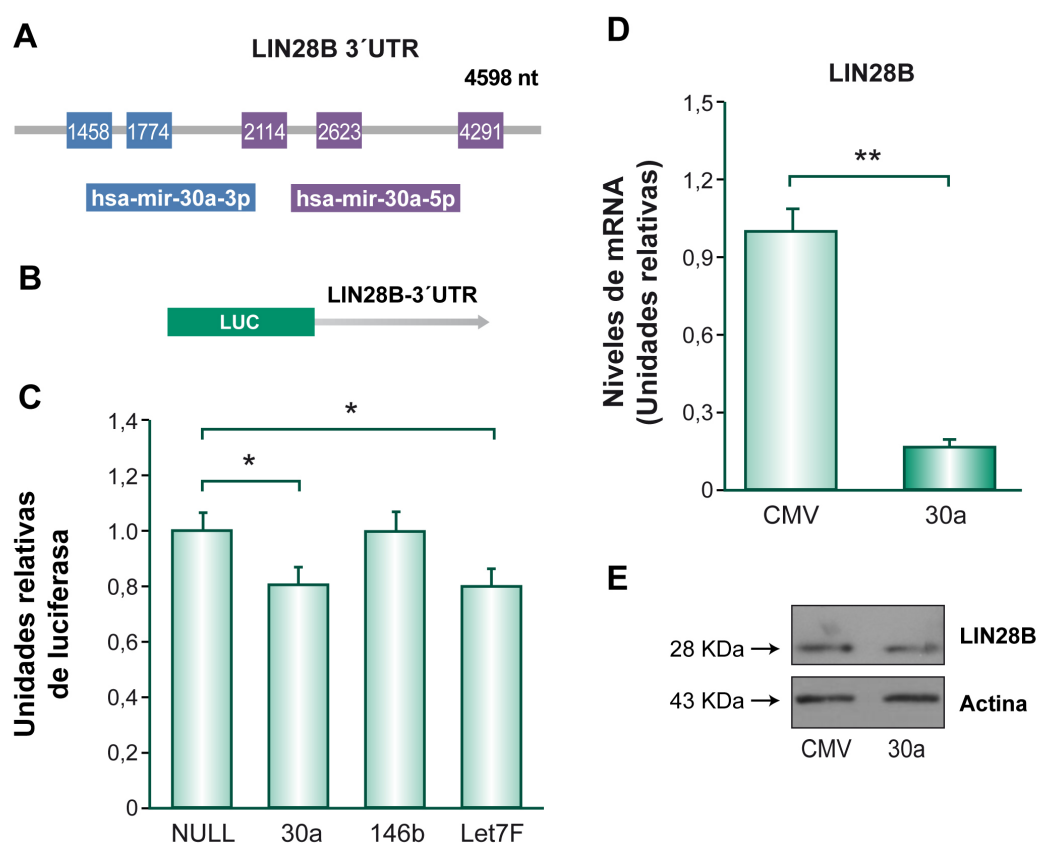 A
LIN28B 3´UTR
4598 nt
1458 1774 2114 2623 4291
hsa-mir-30a-3p hsa-mir-30a-5p
B
LIN28B-3´UTR
LUC
C
Unidades relativas
de luciferasa
1,4
1,2
1.0
0,8
0,6
0,4
0,2
0
*
*
NULL 30a 146b Let7F
D
LIN28B
Niveles de mRNA
(Unidades relativas)
1,5
1,2
0,9
0,6
0,3
0
**
CMV 30a
E
28 KDa LIN28B
43 KDa Actina
CMV 30a